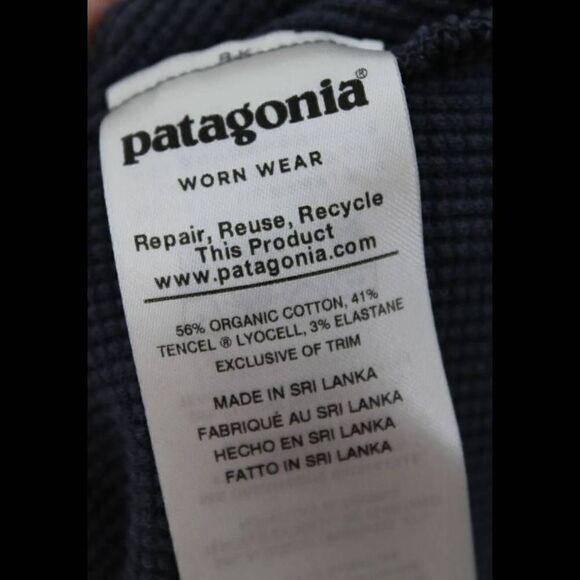 patagonia®
WORN WEAR
Repair, Reuse, Recycle
This Product
www.patagonia.com
56% ORGANIC COTTON, 41%
TENCEL ® LYOCELL, 3% ELASTANE
EXCLUSIVE OF TRIM
MADE IN SRI LANKA
FABRIQUÉ AU SRI LANKA
HECHO EN SRI LANKA
FATTO IN SRI LANKA